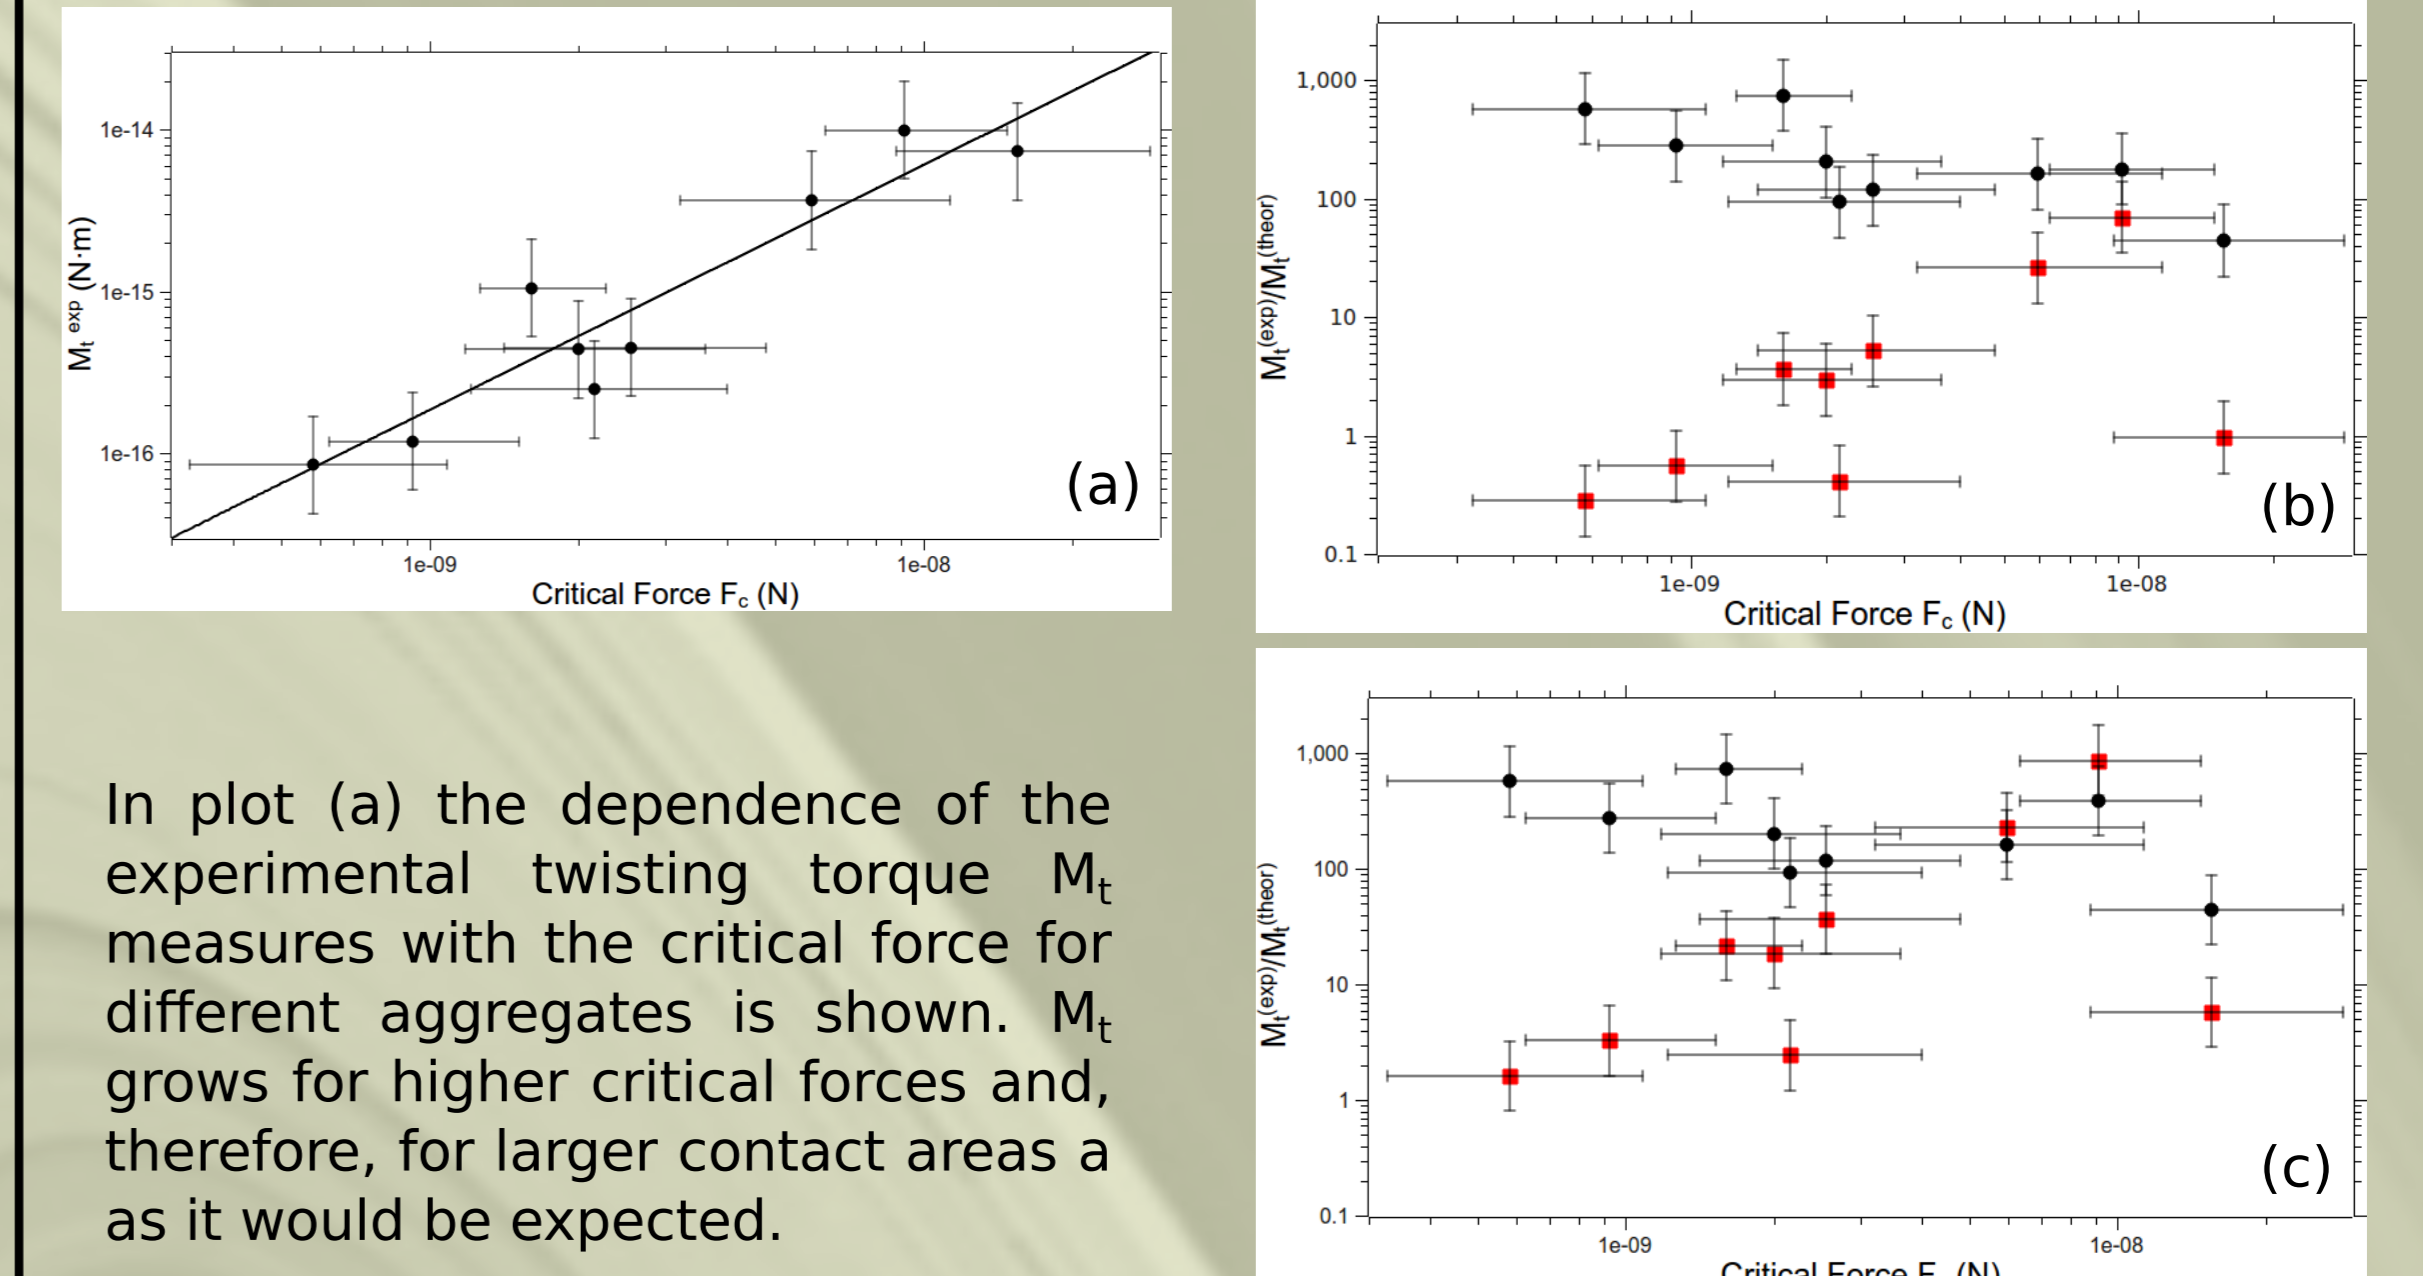 1e-14
1e-15
1e-16
Mt exp (N·m)
(a)
1e-09 1e-08
Critical Force Fc (N)
1,000
100
10
1
0.1
Mt(exp)/Mt(theor)
(b)
1e-09 1e-08
Critical Force Fc (N)
1,000
100
10
1
0.1
Mt(exp)/Mt(theor)
(c)
1e-09 1e-08
Critical Force F (N)
In plot (a) the dependence of the
experimental twisting torque Mt
measures with the critical force for
different aggregates is shown. Mt
grows for higher critical forces and,
therefore, for larger contact areas a
as it would be expected.